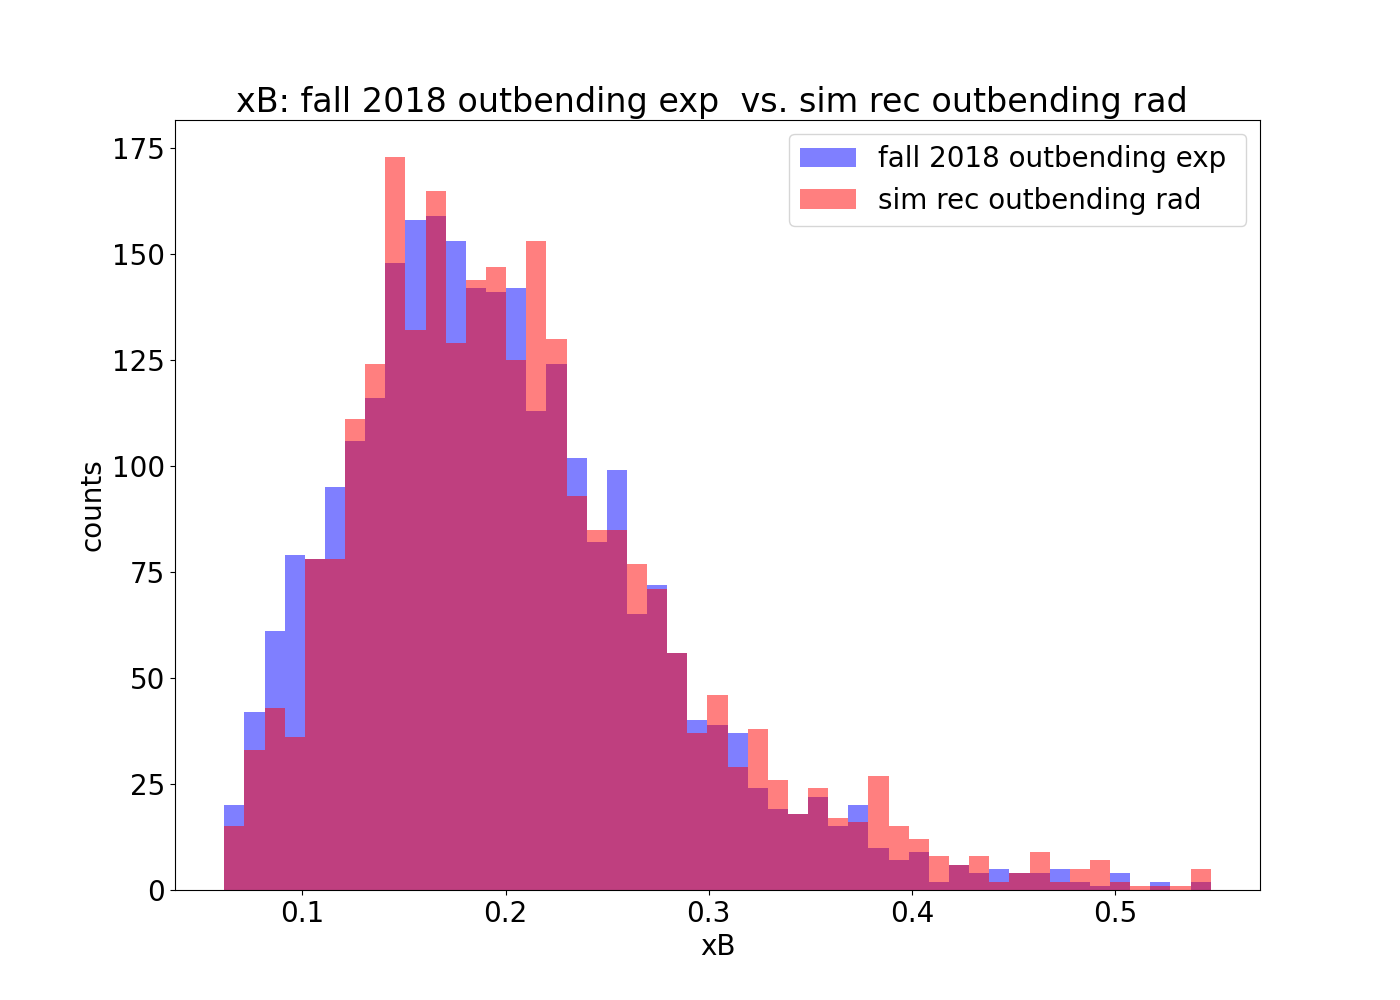 xB: fall 2018 outbending exp  vs. sim rec outbending rad
fall 2018 outbending exp
sim rec outbending rad
counts
175
150
125
100
75
50
25
0
0.1 0.2 0.3 0.4 0.5
xB